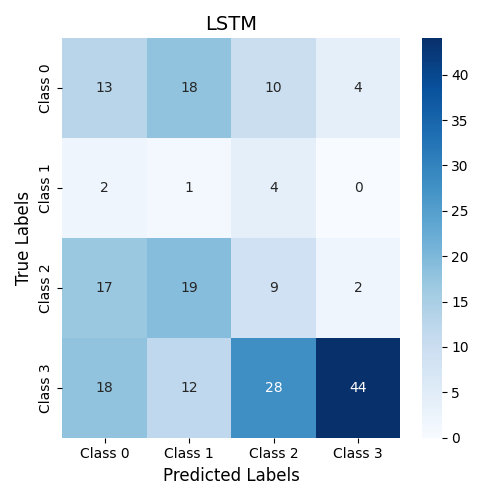 LSTM
True Labels
Class 0
13 18 10 4
Class 1
2 1 4 0
Class 2
17 19 9 2
Class 3
18 12 28 44
Class 0 Class 1 Class 2 Class 3
Predicted Labels
40
35
30
25
20
15
10
5
0